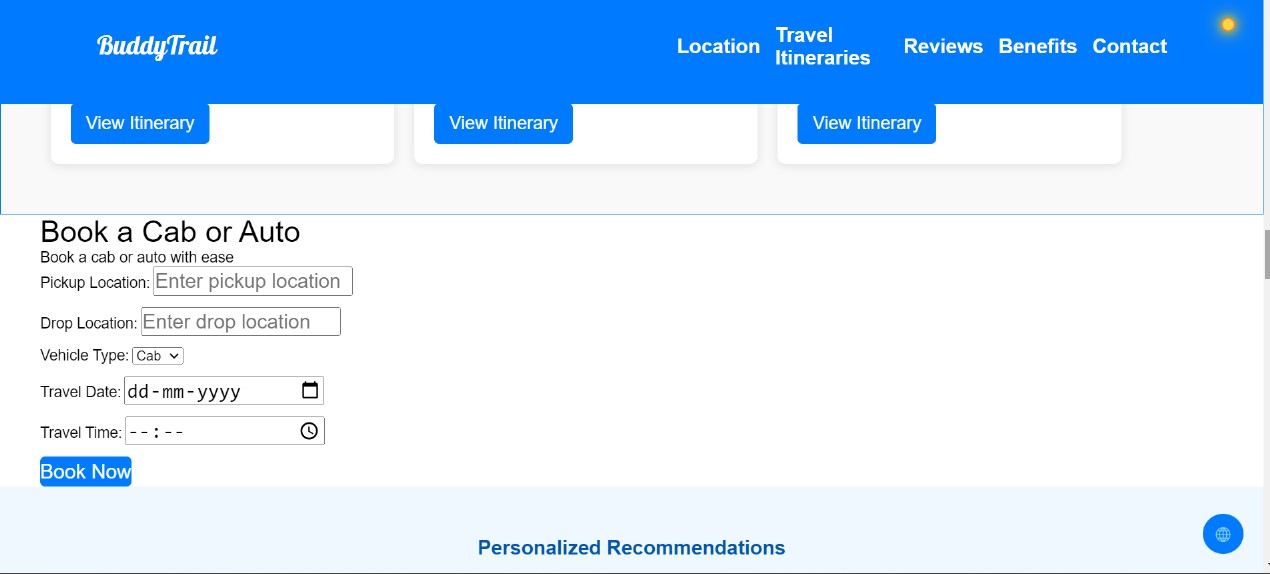 BuddyTrail
Location
Travel
Itineraries
Reviews
Benefits
Contact
View Itinerary
View Itinerary
View Itinerary
Book a Cab or Auto
Book a cab or auto with ease
Pickup Location: Enter pickup location
Drop Location: Enter drop location
Vehicle Type: Cab
Travel Date: dd-mm-yyyy
Travel Time: --:--
Book Now
Personalized Recommendations